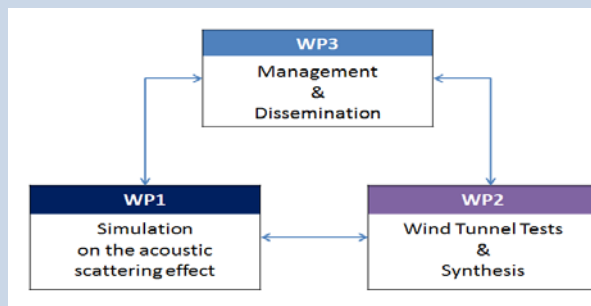 WP3
Management
&
Dissemination
WP1
Simulation
on the acoustic
scattering effect
WP2
Wind Tunnel Tests
&
Synthesis